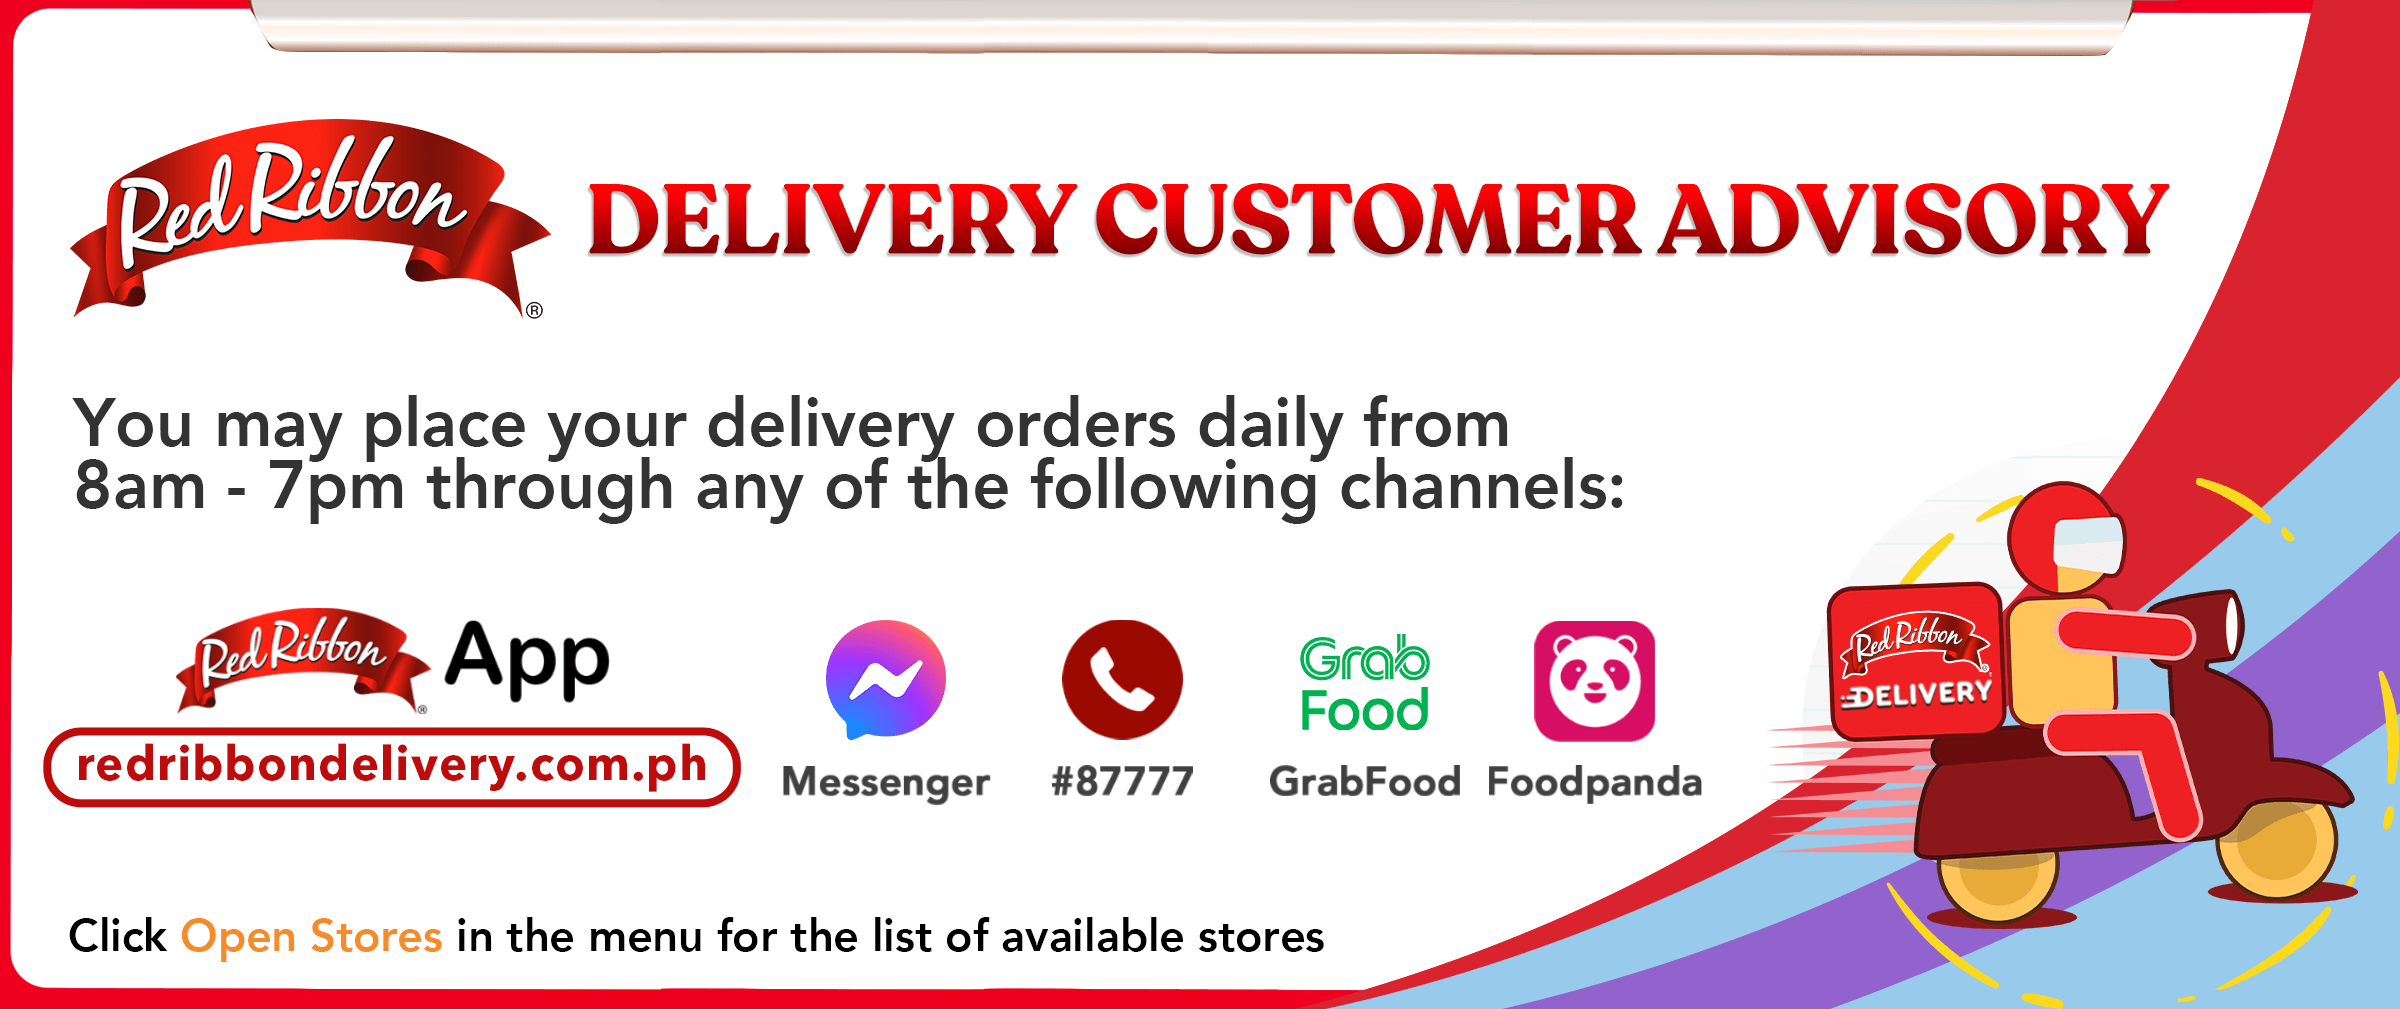 Red Ribbon ®
DELIVERY CUSTOMER ADVISORY
You may place your delivery orders daily from
8am - 7pm through any of the following channels:
Red Ribbon ® App
redribbondelivery.com.ph
Messenger
#87777
Grab
Food
GrabFood
Foodpanda
Red Ribbon ®
DELIVERY
Click Open Stores in the menu for the list of available stores